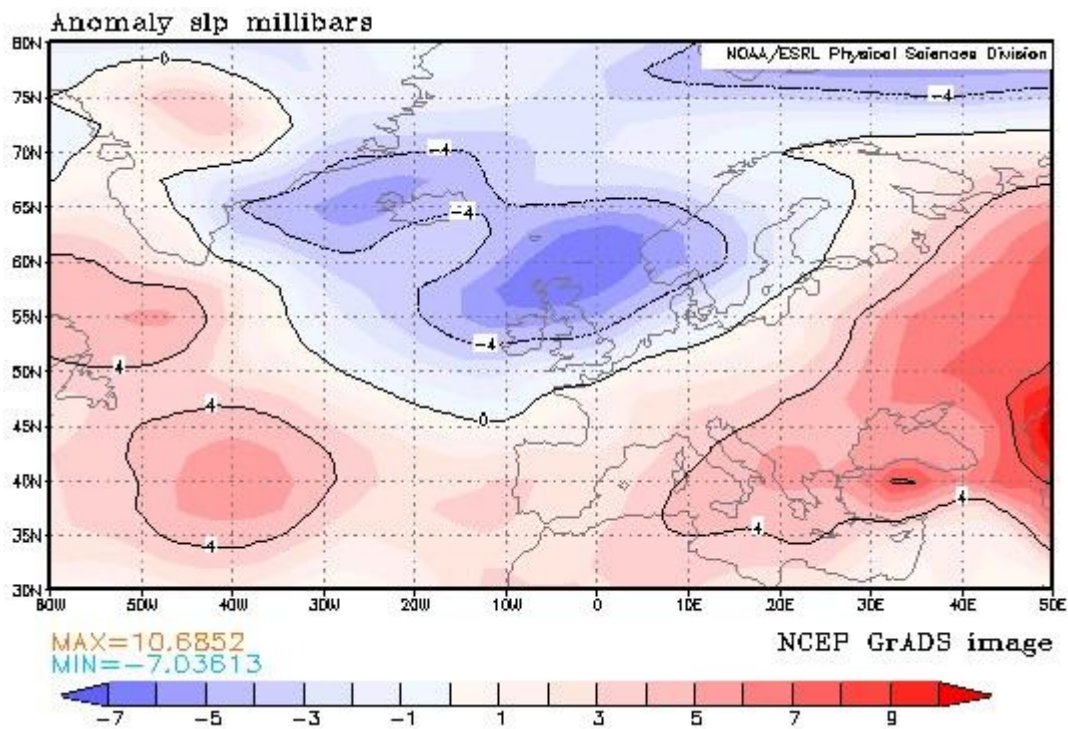 Anomaly slp millibars
NOAA/ESRL Physical Sciences Division
80N
75N
70N
65N
60N
55N
50N
45N
40N
35N
30N
0
-4
-4
-4
-4
4
4
0
4
4
4
60W 50W 40W 30W 20W 10W 0 10E 20E 30E 40E 50E
MAX=10.6852
MIN=-7.03613
NCEP GrADS image
-7 -5 -3 -1 1 3 5 7 9